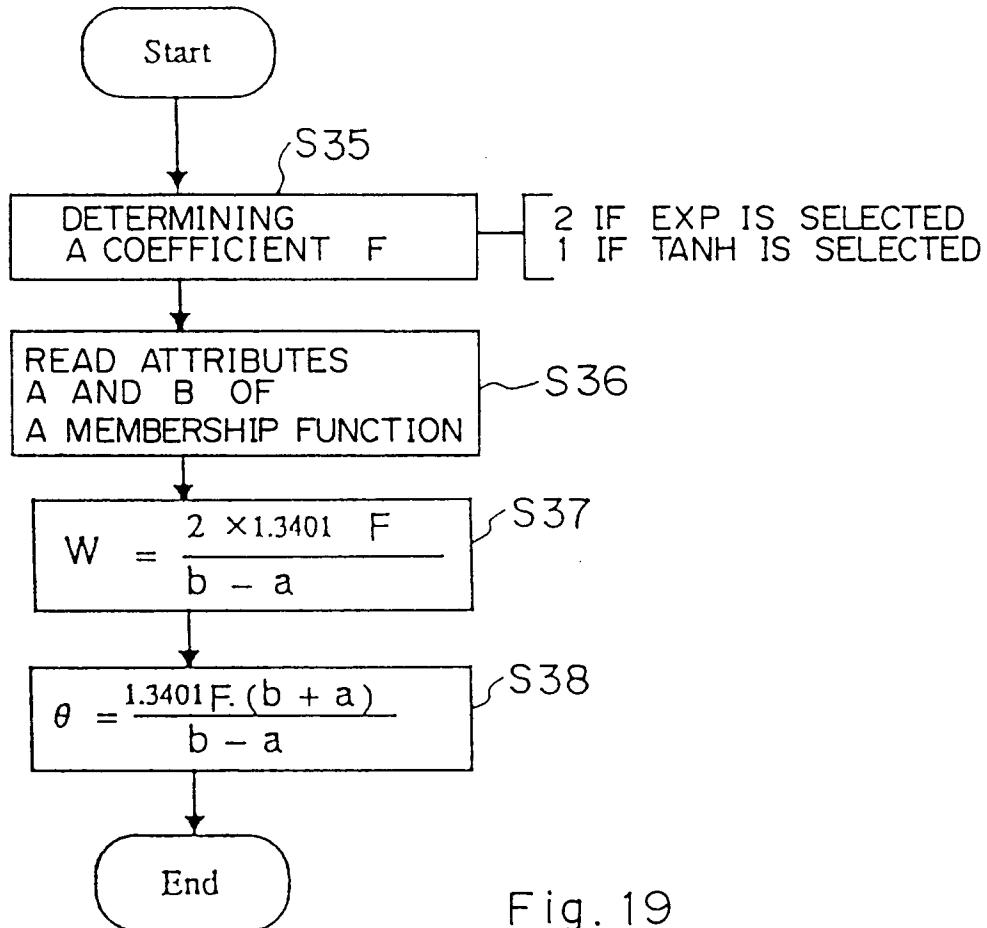 Start
S35
DETERMINING
A COEFFICIENT F
2 IF EXP IS SELECTED
1 IF TANH IS SELECTED
READ ATTRIBUTES
A AND B OF
A MEMBERSHIP FUNCTION
S36
S37
W = 2 ×1.3401 F
b - a
S38
θ = 1.3401 F. (b + a)
b - a
End
Fig. 19